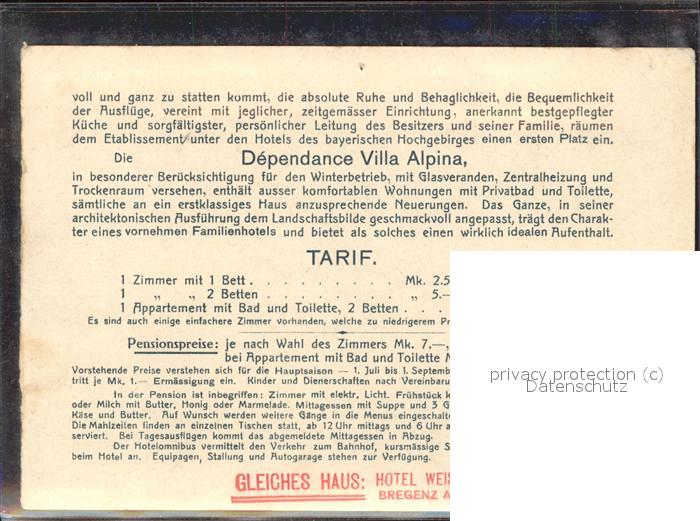 voll und ganz zu statten kommt, die absolute Ruhe und Behaglichkeit, die Bequemlichkeit
der Ausflüge, vereint mit jeglicher, zeitgemässer Einrichtung, anerkannt bestgepflegter
Küche und sorgfältigster, persönlicher Leitung des Besitzers und seiner Familie, räumen
dem Etablissement unter den Hotels des bayerischen Hochgebirges einen ersten Platz ein.
Die Dépendance Villa Alpina,
in besonderer Berücksichtigung für den Winterbetrieb, mit Glasveranden, Zentralheizung und
Trockenraum versehen, enthält ausser komfortablen Wohnungen mit Privatbad und Toilette,
sämtliche an ein erstklassiges Haus anzusprechende Neuerungen. Das Ganze, in seiner
architektonischen Ausführung dem Landschaftsbilde geschmackvoll angepasst, trägt den Charak-
ter eines vornehmen Familienhotels und bietet als solches einen wirklich idealen Aufenthalt.
TARIF.
1 Zimmer mit 1 Bett . . . . . . . . . Mk. 2.5
1 „ „ 2 Betten . . . . . . . . „ 5.—
1 Appartement mit Bad und Toilette, 2 Betten . . .
Es sind auch einige einfachere Zimmer vorhanden, welche zu niedrigerem Pr
Pensionspreise: je nach Wahl des Zimmers Mk. 7.—,
bei Appartement mit Bad und Toilette
Vorstehende Preise verstehen sich für die Hauptsaison — 1. Juli bis 1. Septemb
tritt je Mk. 1.— Ermässigung ein. Kinder und Dienerschaften nach Vereinbaru
In der Pension ist inbegriffen: Zimmer mit elektr. Licht. Frühstück k
oder Milch mit Butter, Honig oder Marmelade. Mittagessen mit Suppe und 3 G
Käse und Butter. Auf Wunsch werden weitere Gänge in die Menus eingeschalte
Die Mahlzeiten finden an einzelnen Tischen statt, ab 12 Uhr mittags und 6 Uhr a
serviert. Bei Tagesausflügen kommt das abgemeldete Mittagessen in Abzug.
Der Hotelomnibus vermittelt den Verkehr zum Bahnhof, kursmässige S
beim Hotel an. Equipagen, Stallung und Autogarage stehen zur Verfügung.
GLEICHES HAUS: HOTEL WEIS
BREGENZ A
privacy protection (c)
Datenschutz